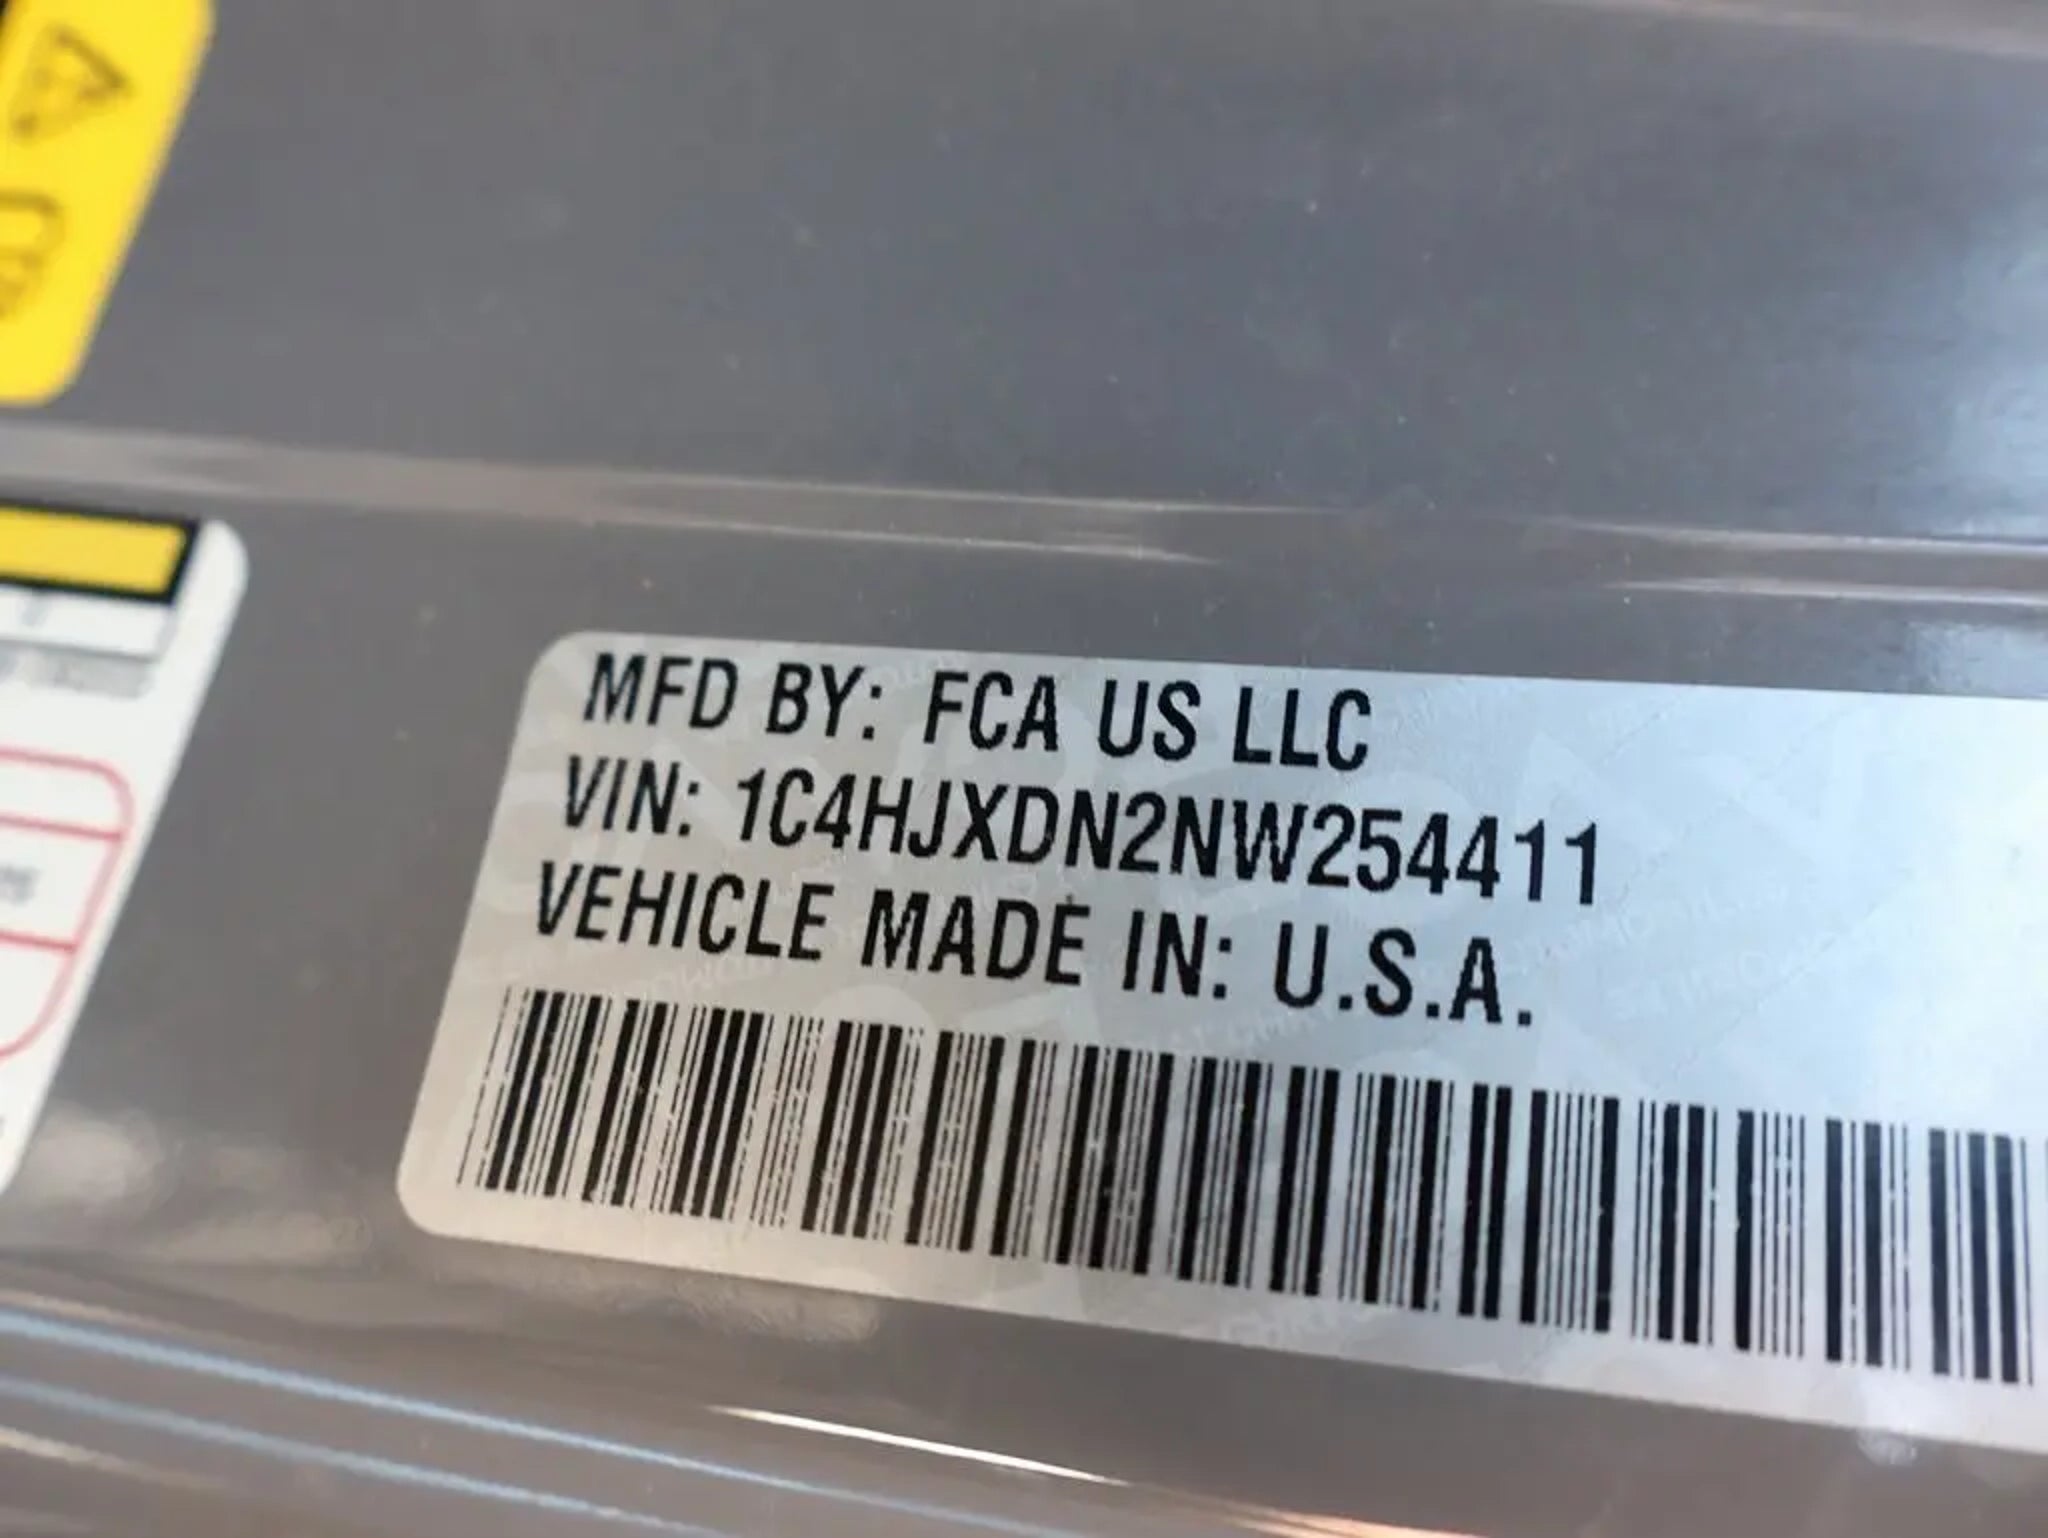 MFD BY: FCA US LLC
VIN: 1C4HJXDN2NW254411
VEHICLE MADE IN: U.S.A.